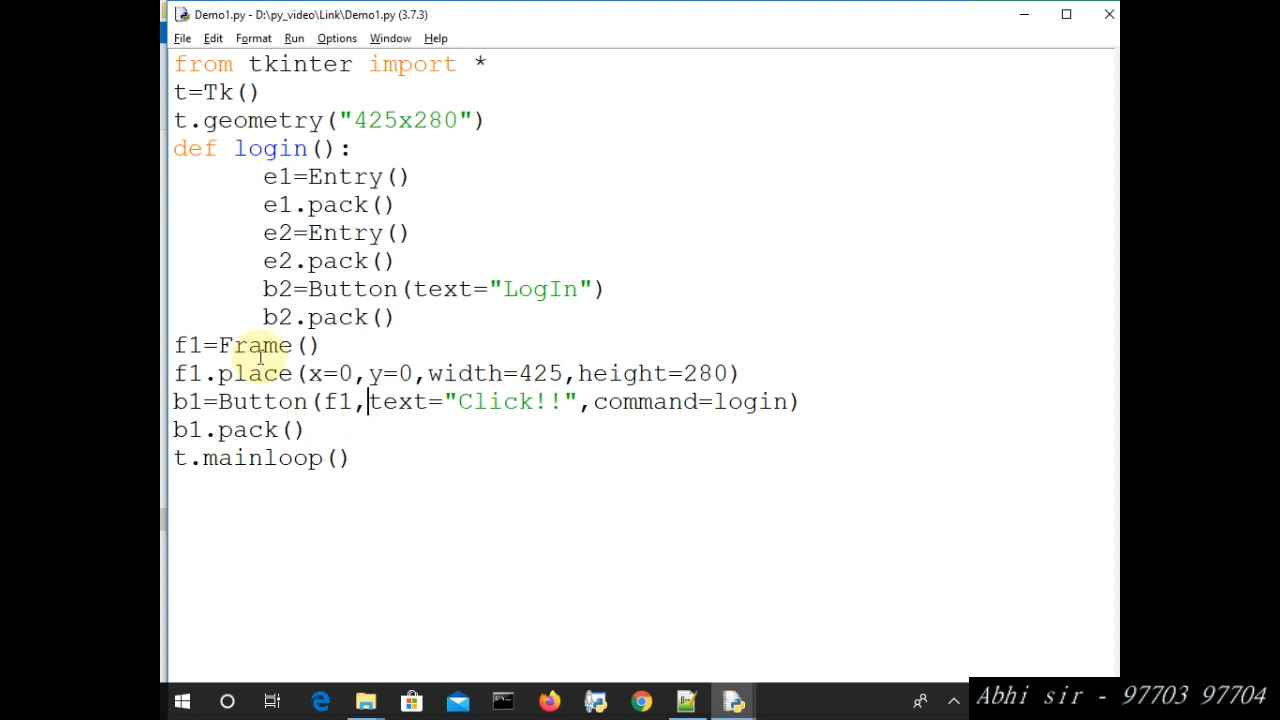 Demo1.py - D:\py_video\Link\Demo1.py (3.7.3)
File Edit Format Run Options Window Help
from tkinter import *
t=Tk()
t.geometry("425x280")
def login():
      e1=Entry()
      e1.pack()
      e2=Entry()
      e2.pack()
      b2=Button(text="LogIn")
      b2.pack()
f1=Frame()
f1.place(x=0,y=0,width=425,height=280)
b1=Button(f1,text="Click!!",command=login)
b1.pack()
t.mainloop()
Abhi sir - 97703 97704